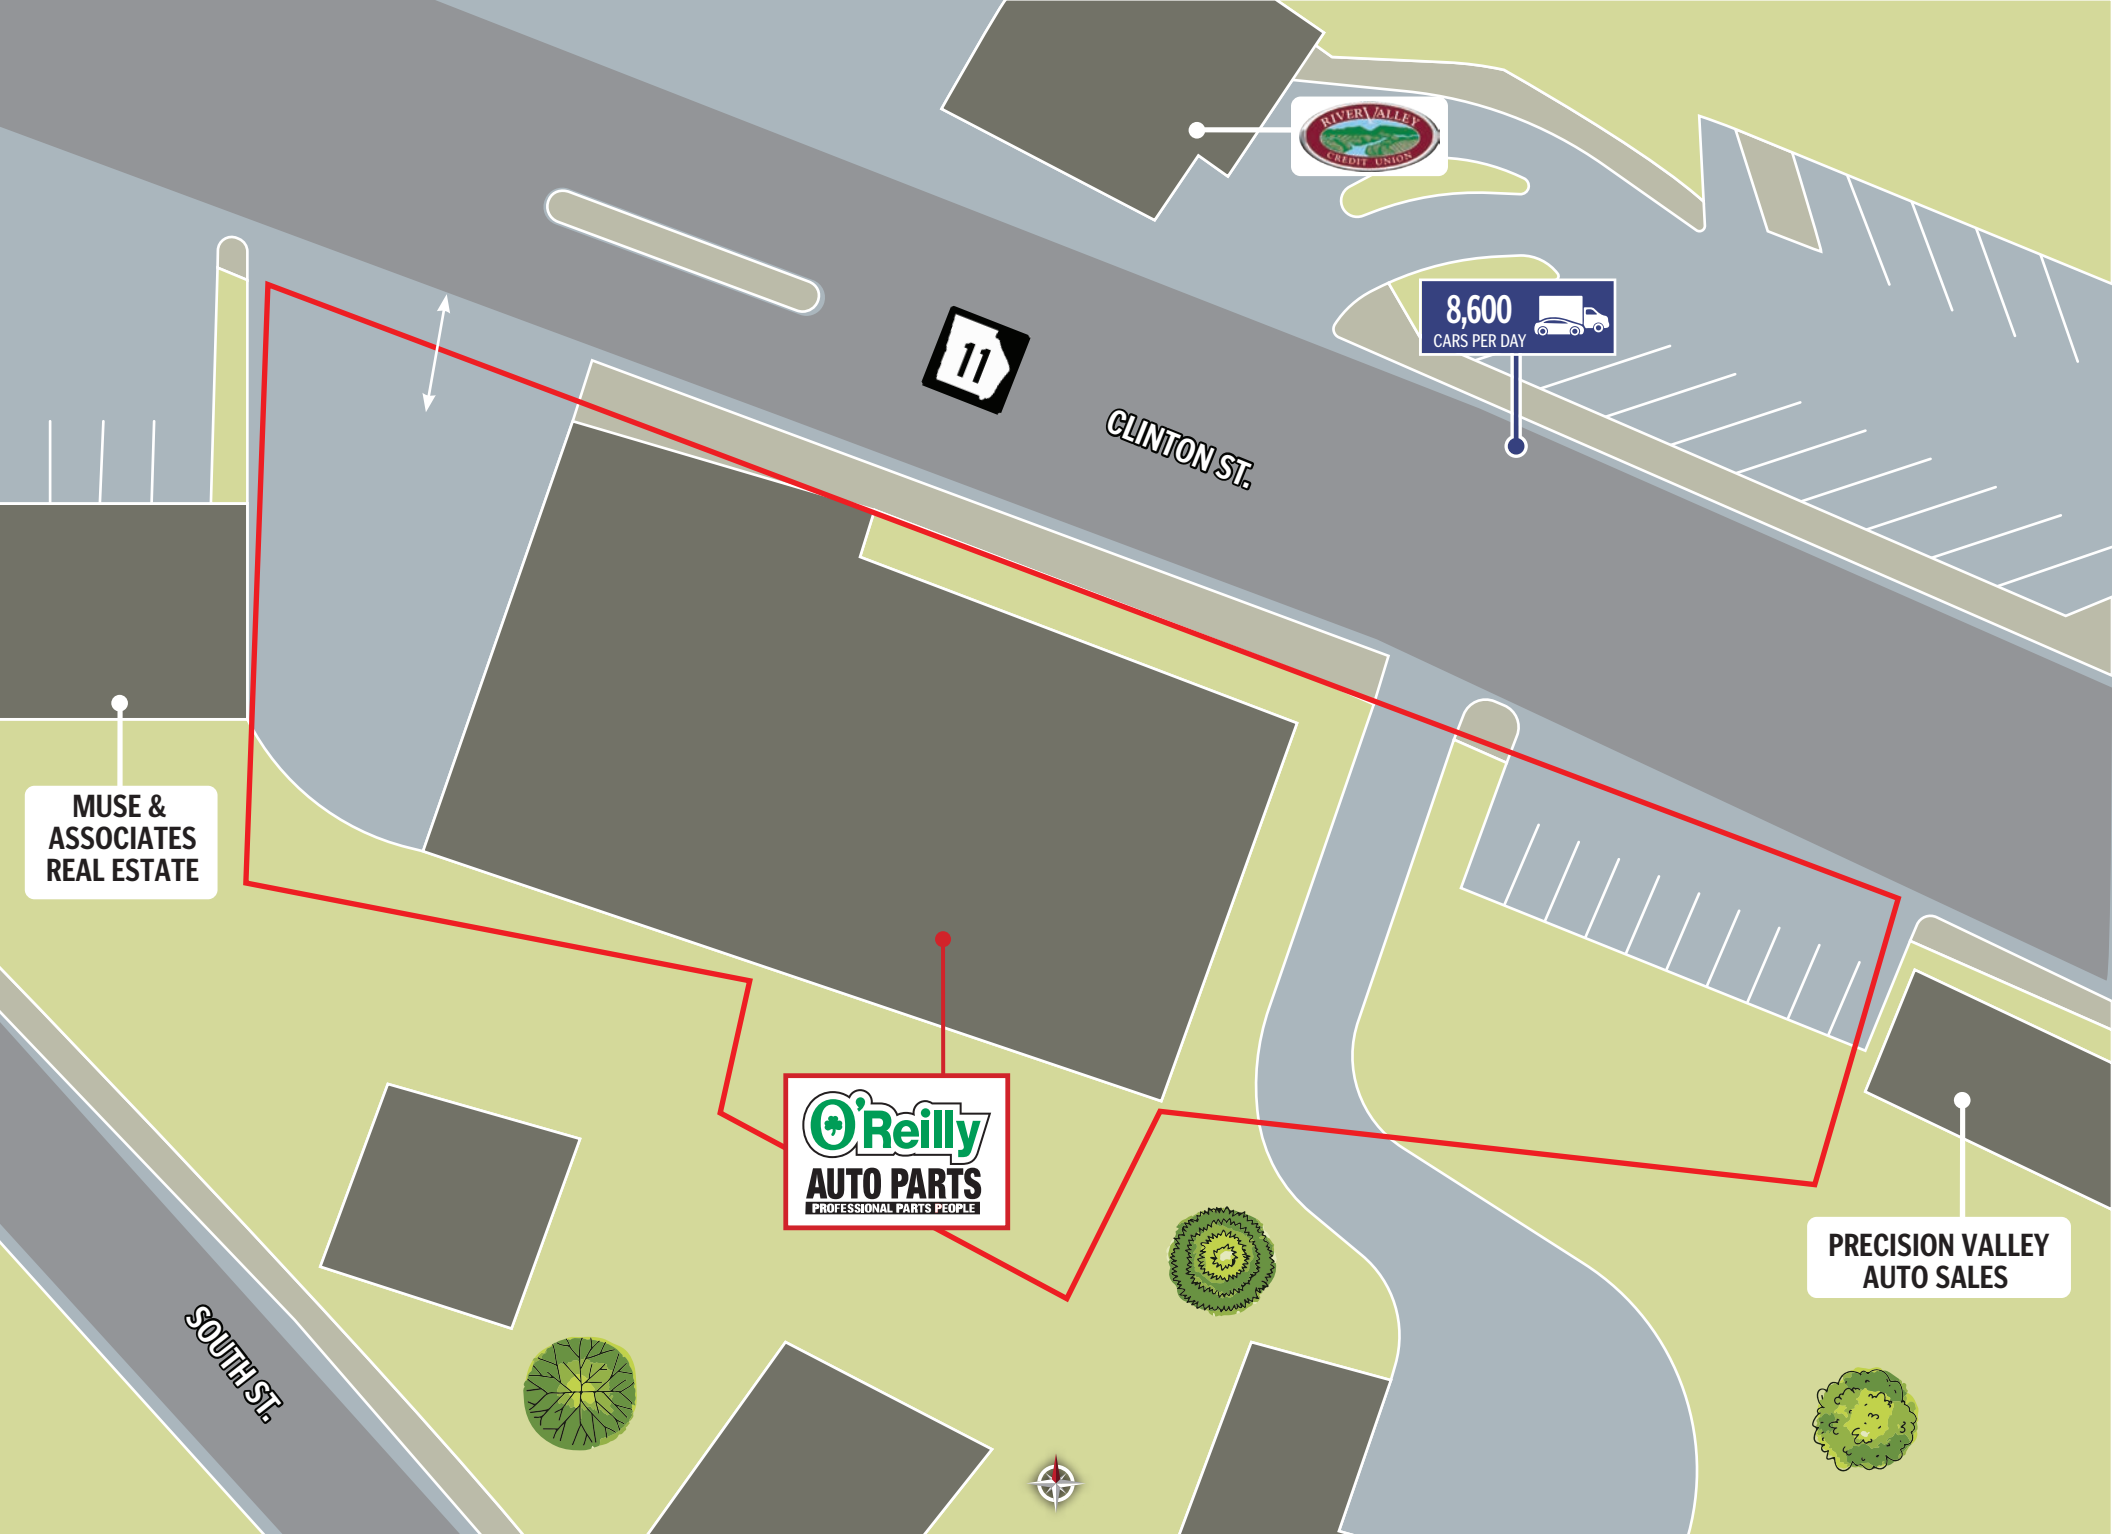 RIVER VALLEY
CREDIT UNION
8,600
CARS PER DAY
11
CLINTON ST.
MUSE &
ASSOCIATES
REAL ESTATE
O'Reilly
AUTO PARTS
PROFESSIONAL PARTS PEOPLE
PRECISION VALLEY
AUTO SALES
SOUTH ST.